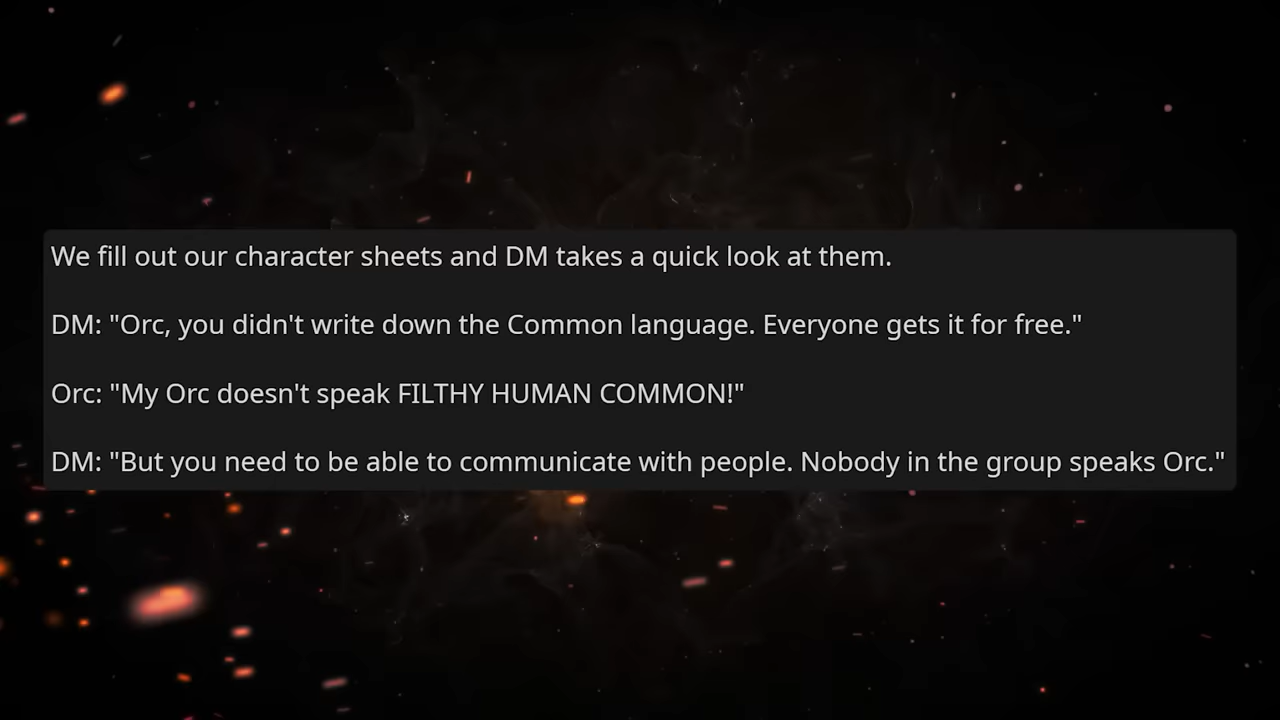 We fill out our character sheets and DM takes a quick look at them.
DM: "Orc, you didn't write down the Common language. Everyone gets it for free."
Orc: "My Orc doesn't speak FILTHY HUMAN COMMON!"
DM: "But you need to be able to communicate with people. Nobody in the group speaks Orc."